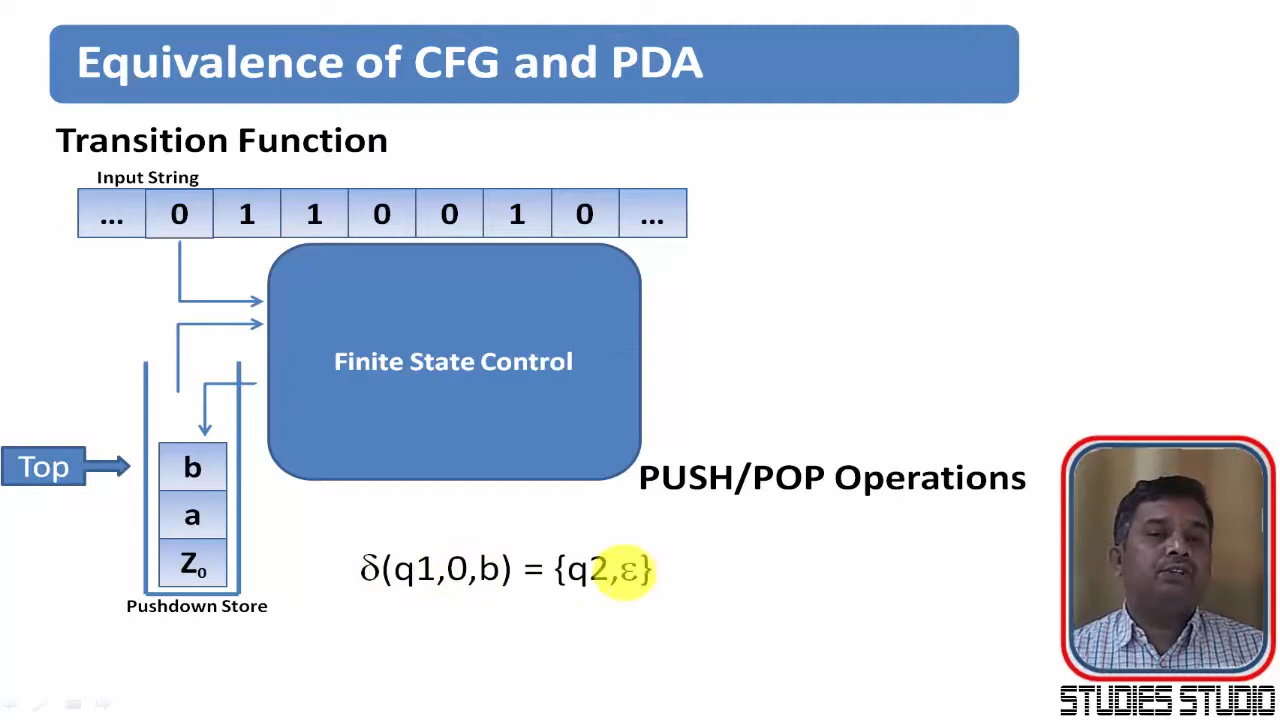 Equivalence of CFG and PDA
Transition Function
Input String
... 0 1 1 0 0 1 0 ...
Finite State Control
Top
b
a
Z₀
Pushdown Store
PUSH/POP Operations
δ(q1,0,b) = {q2,ε}
STUDIES STUDIO